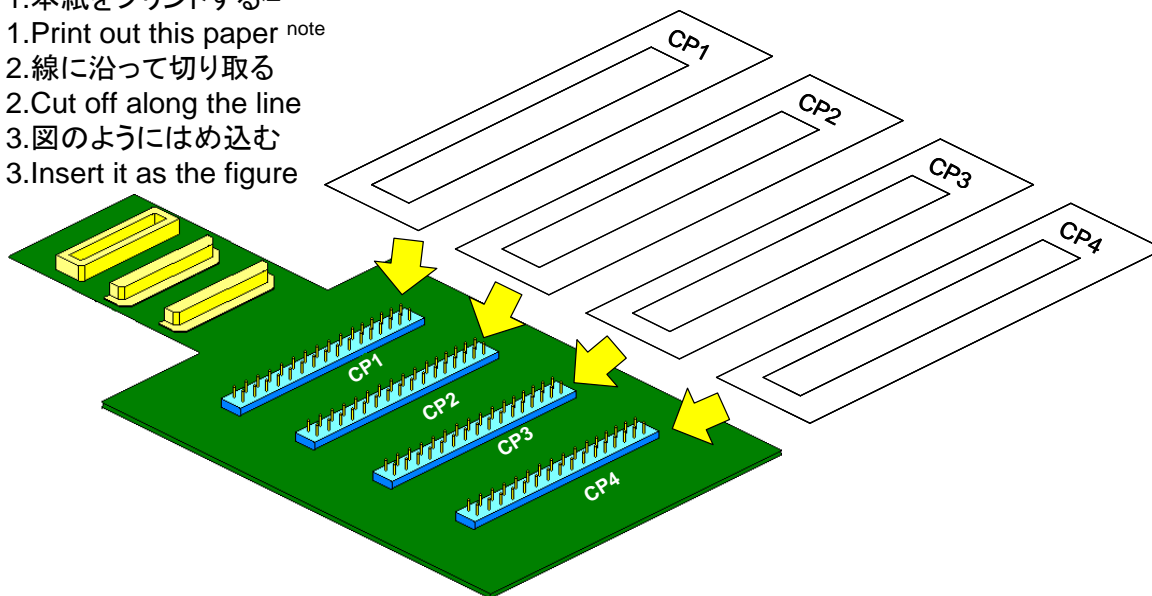 1.本紙をプリントする
1.Print out this paper note
2.線に沿って切り取る
2.Cut off along the line
3.図のようにはめ込む
3.Insert it as the figure
CP1
CP2
CP3
CP4
CP1
CP2
CP3
CP4